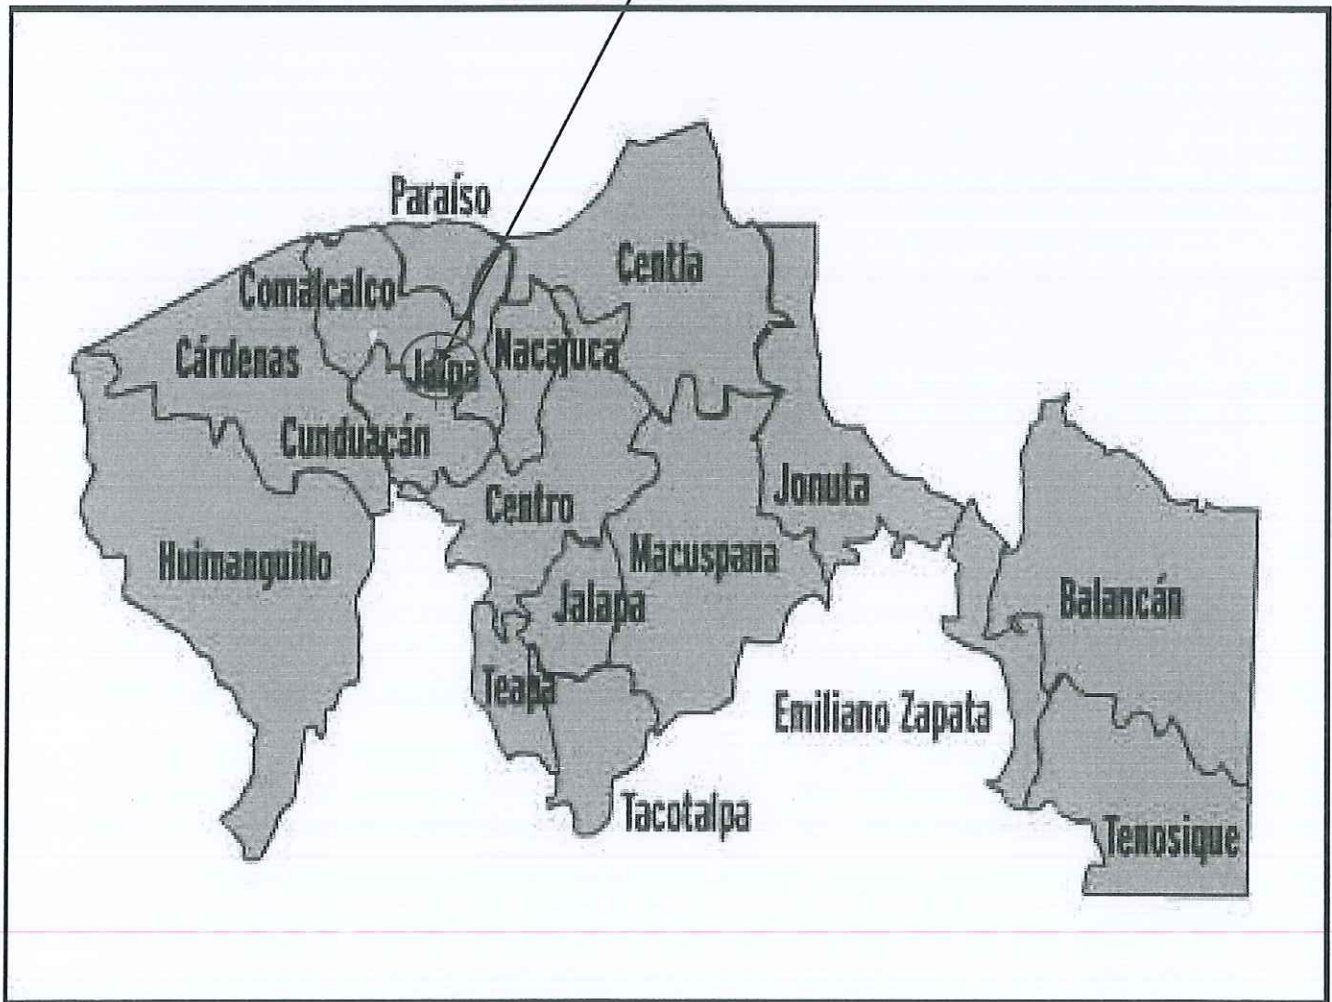 Paraíso
Centla
Comalcalco
Nacajuca
Cárdenas
Jalpa
Cunduacán
Jonuta
Centro
Macuspana
Huimanguillo
Jalapa
Balancán
Teapa
Emiliano Zapata
Tacotalpa
Tenosique